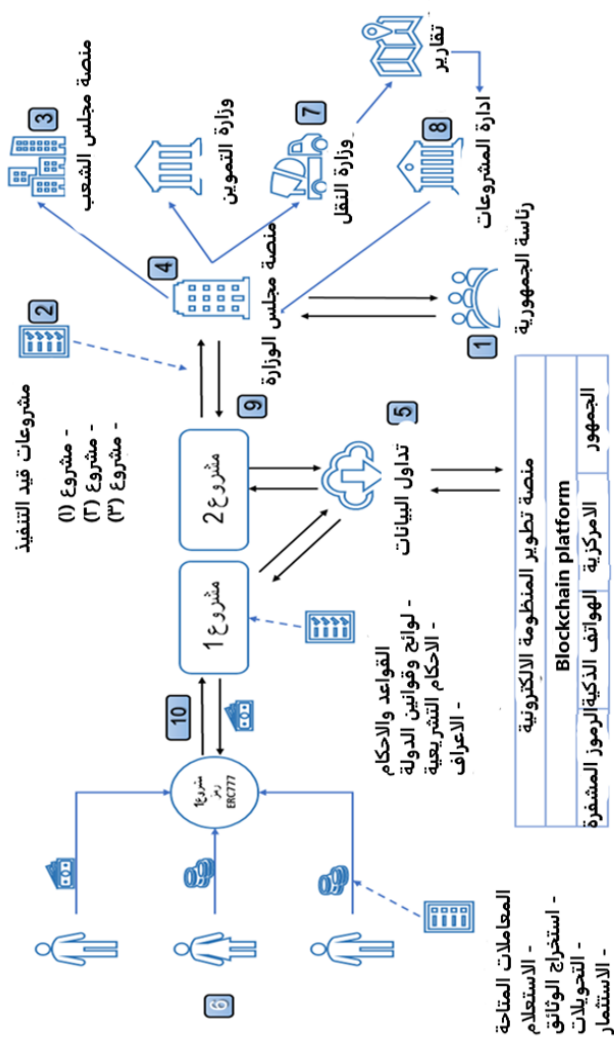 3
منصة مجلس الشعب
وزارة التموين
7
وزارة النقل
تقارير
8
ادارة المشروعات
4
منصة مجلس الوزارة
1
رئاسة الجمهورية
2
مشروعات قيد التنفيذ
- مشروع (١)
- مشروع (٢)
- مشروع (٣)
9
مشروع 2
مشروع 1
5
تداول البيانات
10
مشروع1
رمز
ERC777
القواعد والاحكام
- لوائح وقوانين الدولة
- الاحكام التشريعية
- الاعراف
6
المعاملات المتاحة
- الاستعلام
- استخراج الوثائق
- التحويلات
- الاستثمار
منصة تطوير المنظومة الالكترونية
Blockchain platform
الرموز المشفرة الهواتف الذكية الامركزية الجمهور